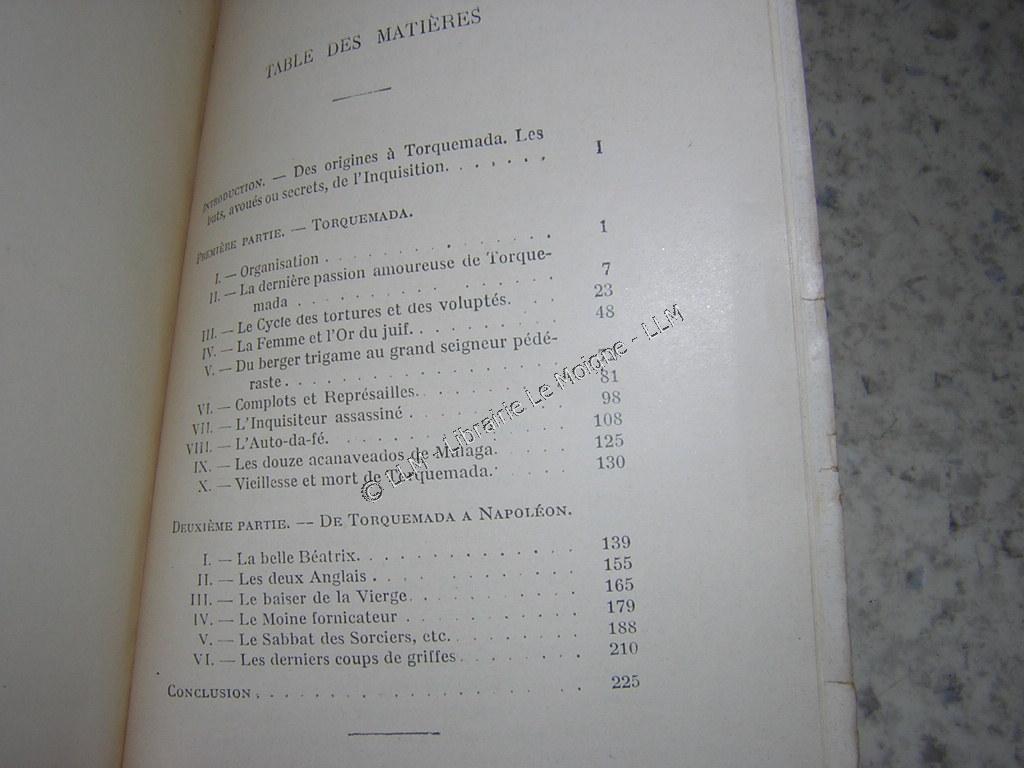 TABLE DES MATIÈRES
INTRODUCTION. — Des origines à Torquemada. Les
buts, avoués ou secrets, de l'Inquisition. . . . . . . I
PREMIÈRE PARTIE. — TORQUEMADA.
I. — Organisation . . . . . . . . . . . . 1
II. — La dernière passion amoureuse de Torque-
mada . . . . . . . . . . . . 7
III. — Le Cycle des tortures et des voluptés. . . . 23
IV. — La Femme et l'Or du juif. . . . . . . . . 48
V. — Du berger trigame au grand seigneur pédé-
raste . . . . . . . . . . . .
VI. — Complots et Représailles. . . . . . . . . 81
VII. — L'Inquisiteur assassiné . . . . . . . . . 98
VIII. — L'Auto-da-fé. . . . . . . . . . . . 108
IX. — Les douze acanaveados de Malaga. . . . . 125
X. — Vieillesse et mort de Torquemada. . . . . 130
DEUXIÈME PARTIE. — DE TORQUEMADA A NAPOLÉON.
I. — La belle Béatrix. . . . . . . . . . . . 139
II. — Les deux Anglais . . . . . . . . . . . 155
III. — Le baiser de la Vierge . . . . . . . . . 165
IV. — Le Moine fornicateur . . . . . . . . . 179
V. — Le Sabbat des Sorciers, etc. . . . . . . . 188
VI. — Les derniers coups de griffes . . . . . . . 210
CONCLUSION . . . . . . . . . . . . . . . 225
© LLM - Librairie Le Moigne - LLM